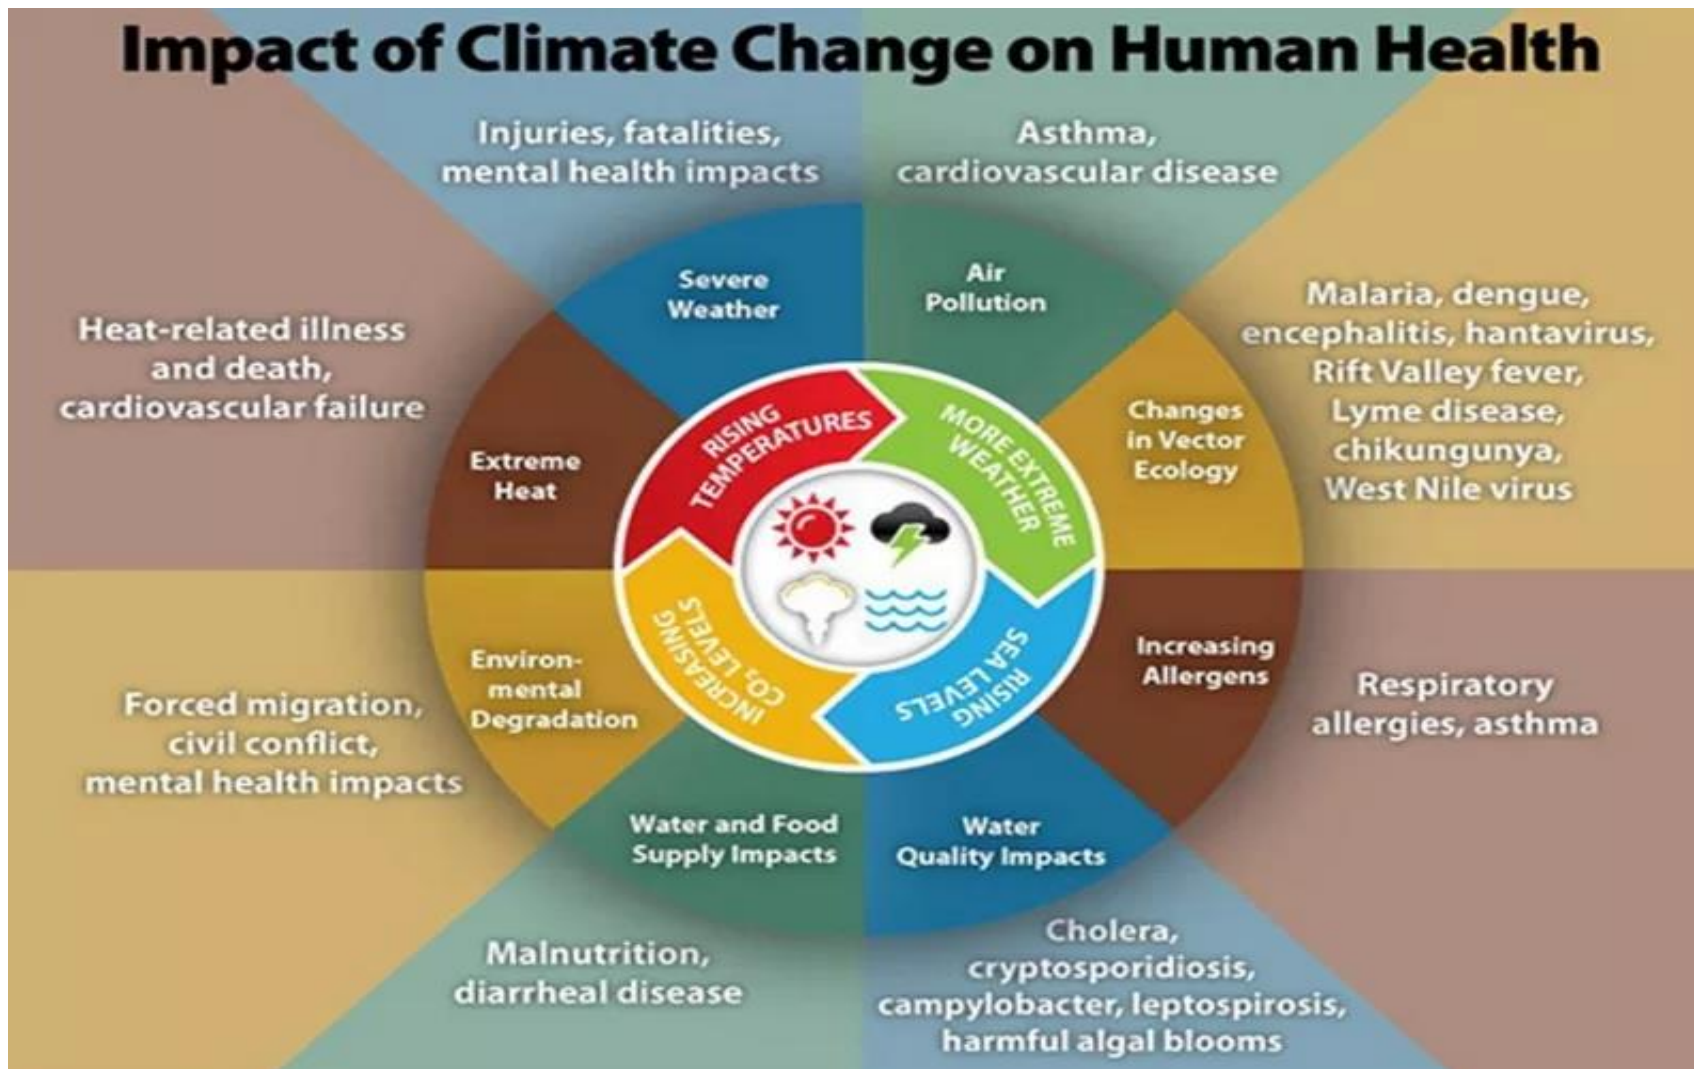 Impact of Climate Change on Human Health
Injuries, fatalities,
mental health impacts
Asthma,
cardiovascular disease
Severe
Weather
Air
Pollution
Heat-related illness
and death,
cardiovascular failure
Malaria, dengue,
encephalitis, hantavirus,
Rift Valley fever,
Lyme disease,
chikungunya,
West Nile virus
Extreme
Heat
Changes
in Vector
Ecology
RISING
TEMPERATURES
MORE EXTREME
WEATHER
INCREASING
CO₂ LEVELS
RISING
SEA LEVELS
Environ-
mental
Degradation
Increasing
Allergens
Forced migration,
civil conflict,
mental health impacts
Respiratory
allergies, asthma
Water and Food
Supply Impacts
Water
Quality Impacts
Malnutrition,
diarrheal disease
Cholera,
cryptosporidiosis,
campylobacter, leptospirosis,
harmful algal blooms